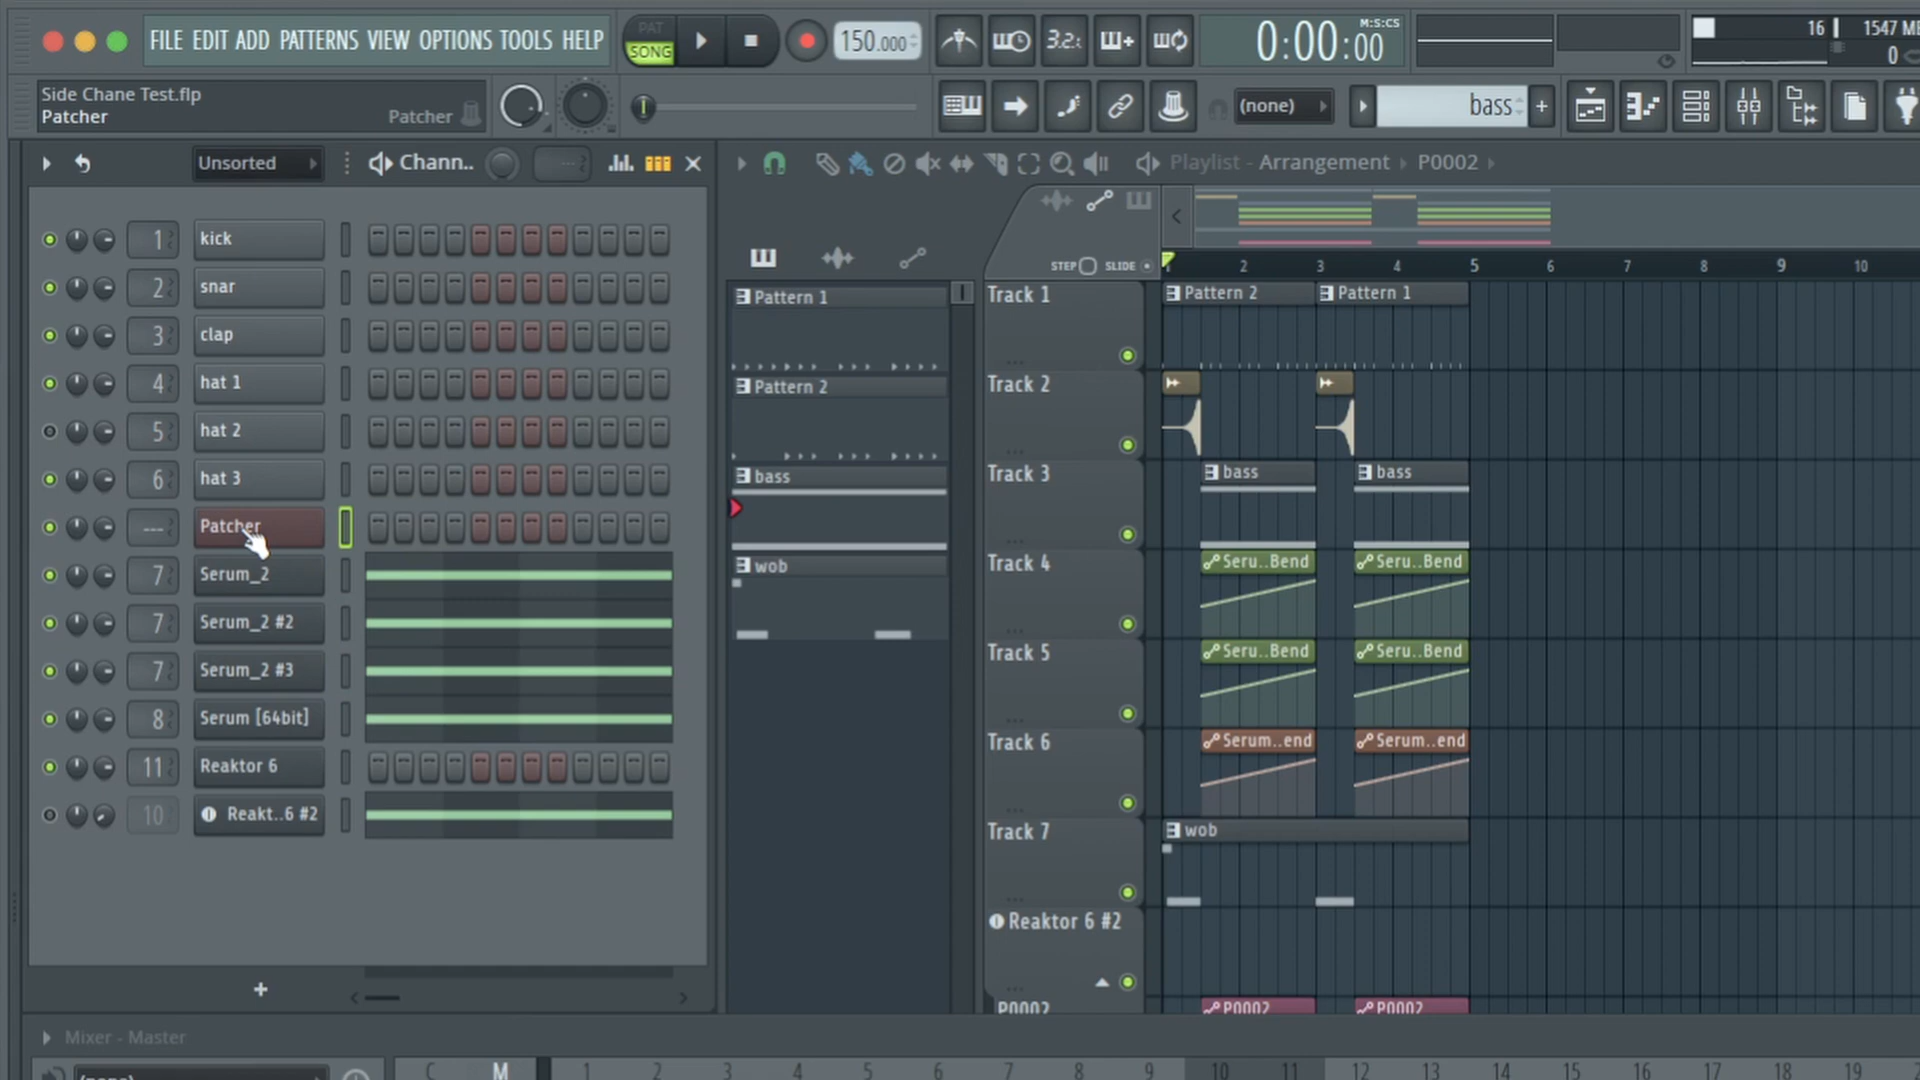 FILE EDIT ADD PATTERNS VIEW OPTIONS TOOLS HELP
PAT
SONG
150.000
3.2.
0:00:00
M:S:CS
16
1547 MB
0
Side Chane Test.flp
Patcher
Patcher
(none)
bass
+
Unsorted
Chann..
---
Playlist - Arrangement › P0002 ›
STEP SLIDE
2 3 4 5 6 7 8 9 10
1 kick
2 snar
3 clap
4 hat 1
5 hat 2
6 hat 3
--- Patcher
7 Serum_2
7 Serum_2 #2
7 Serum_2 #3
8 Serum [64bit]
11 Reaktor 6
10 Reakt..6 #2
+
Pattern 1
Pattern 2
bass
wob
Track 1
Pattern 2
Pattern 1
Track 2
Track 3
bass
bass
Track 4
Seru..Bend
Seru..Bend
Track 5
Seru..Bend
Seru..Bend
Track 6
Serum..end
Serum..end
Track 7
wob
Reaktor 6 #2
P0002
P0002
P0002
Mixer - Master
(none)
C M 1 2 3 4 5 6 7 8 9 10 11 12 13 14 15 16 17 18 19